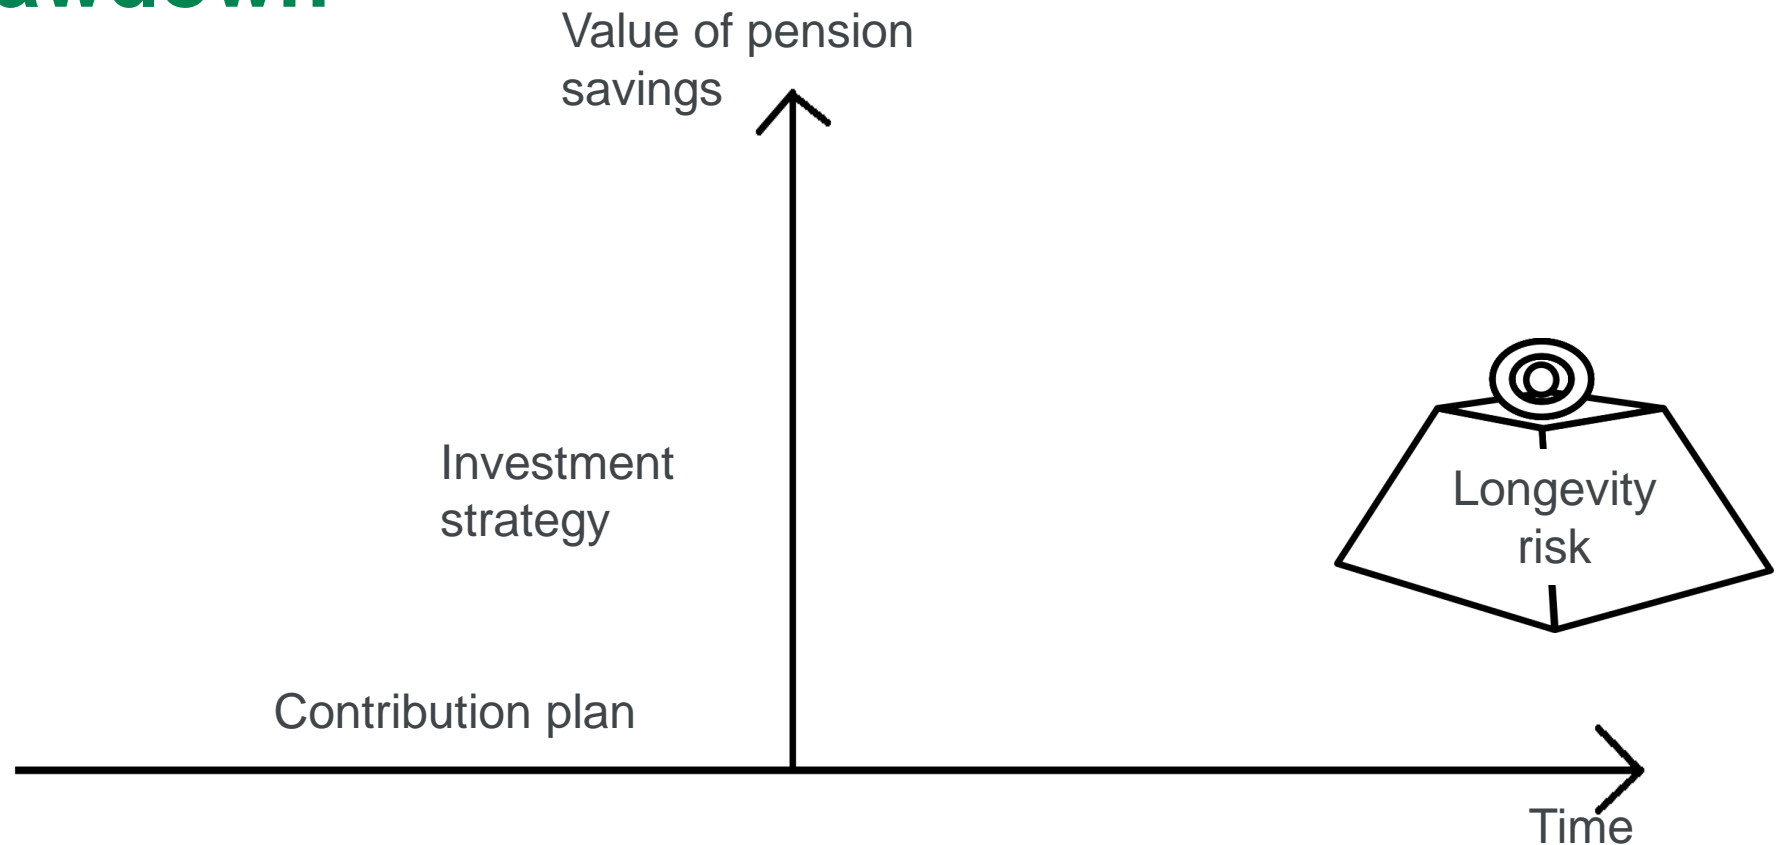 Value of pension
savings
Investment
strategy
Longevity
risk
Contribution plan
Time